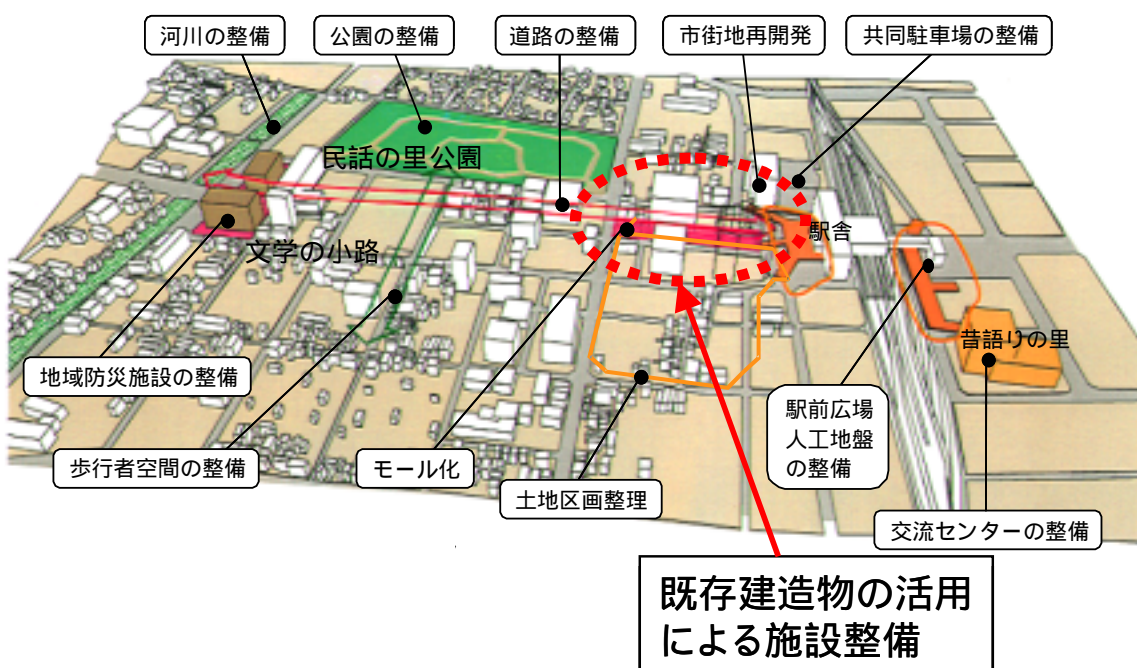 河川の整備
公園の整備
道路の整備
市街地再開発
共同駐車場の整備
民話の里公園
駅舎
文学の小路
昔語りの里
地域防災施設の整備
駅前広場
人工地盤
の整備
歩行者空間の整備
モール化
土地区画整理
交流センターの整備
既存建造物の活用
による施設整備